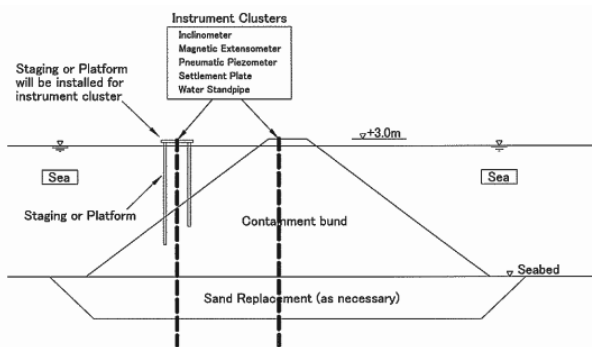 Instrument Clusters
Inclinometer
Magnetic Extensometer
Pneumatic Piezometer
Settlement Plate
Water Standpipe
Staging or Platform
will be installed for
instrument cluster
+3.0m
Sea
Sea
Staging or Platform
Containment bund
Seabed
Sand Replacement (as necessary)